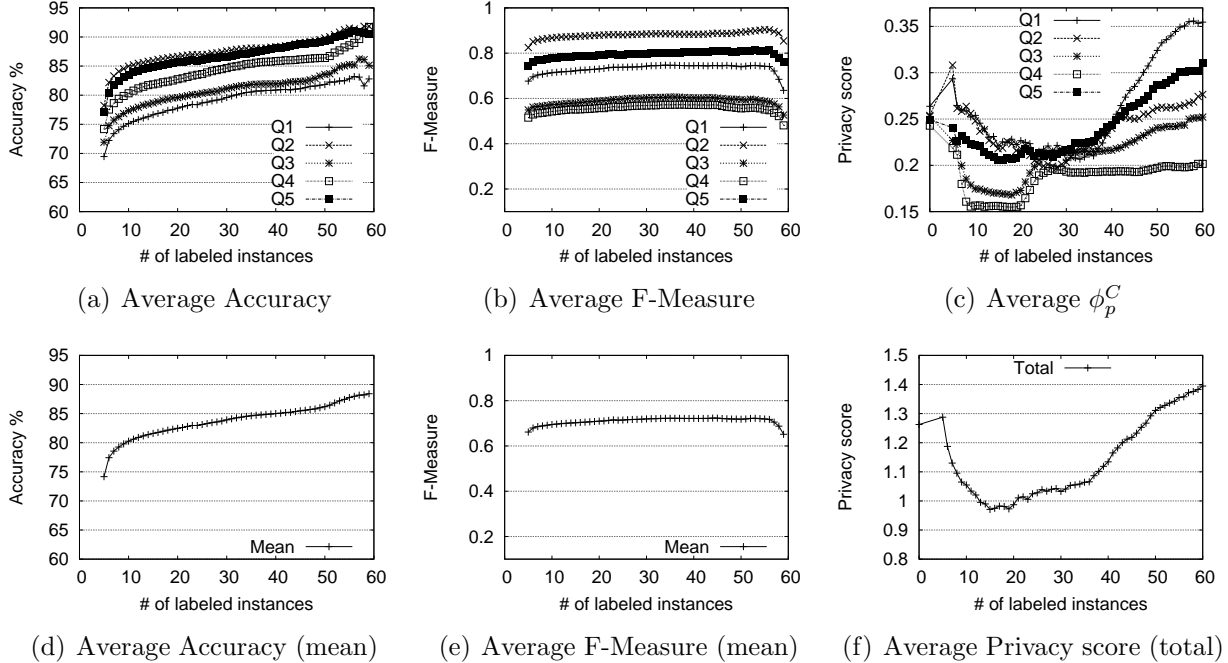 Accuracy %
95
90
85
80
75
70
65
60
0 10 20 30 40 50 60
# of labeled instances
Q1
Q2
Q3
Q4
Q5
(a) Average Accuracy
F-Measure
1
0.8
0.6
0.4
0.2
0 10 20 30 40 50 60
# of labeled instances
Q1
Q2
Q3
Q4
Q5
(b) Average F-Measure
Privacy score
0.35
0.3
0.25
0.2
0.15
0 10 20 30 40 50 60
# of labeled instances
Q1
Q2
Q3
Q4
Q5
(c) Average $\phi_p^C$
Accuracy %
95
90
85
80
75
70
65
60
0 10 20 30 40 50 60
# of labeled instances
Mean
(d) Average Accuracy (mean)
F-Measure
1
0.8
0.6
0.4
0.2
0 10 20 30 40 50 60
# of labeled instances
Mean
(e) Average F-Measure (mean)
Privacy score
1.5
1.4
1.3
1.2
1.1
1
0.9
0.8
0 10 20 30 40 50 60
# of labeled instances
Total
(f) Average Privacy score (total)